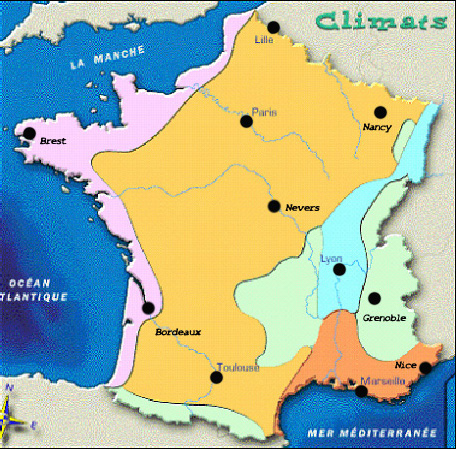 Climats
LA MANCHE
Lille
Paris
Nancy
Brest
Nevers
Lyon
OCÉAN
ATLANTIQUE
Grenoble
Bordeaux
Nice
Toulouse
Marseille
N
E
MER MÉDITERRANÉE